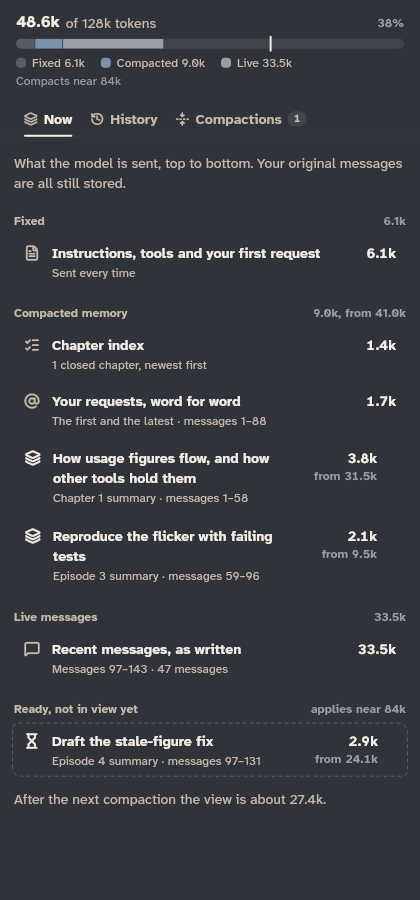 48.6k of 128k tokens 38%
Fixed 6.1k Compacted 9.0k Live 33.5k
Compacts near 84k
Now History Compactions 1
What the model is sent, top to bottom. Your original messages
are all still stored.
Fixed 6.1k
Instructions, tools and your first request 6.1k
Sent every time
Compacted memory 9.0k, from 41.0k
Chapter index 1.4k
1 closed chapter, newest first
Your requests, word for word 1.7k
The first and the latest · messages 1–88
How usage figures flow, and how 3.8k
other tools hold them from 31.5k
Chapter 1 summary · messages 1–58
Reproduce the flicker with failing 2.1k
tests from 9.5k
Episode 3 summary · messages 59–96
Live messages 33.5k
Recent messages, as written 33.5k
Messages 97–143 · 47 messages
Ready, not in view yet applies near 84k
Draft the stale-figure fix 2.9k
Episode 4 summary · messages 97–131 from 24.1k
After the next compaction the view is about 27.4k.